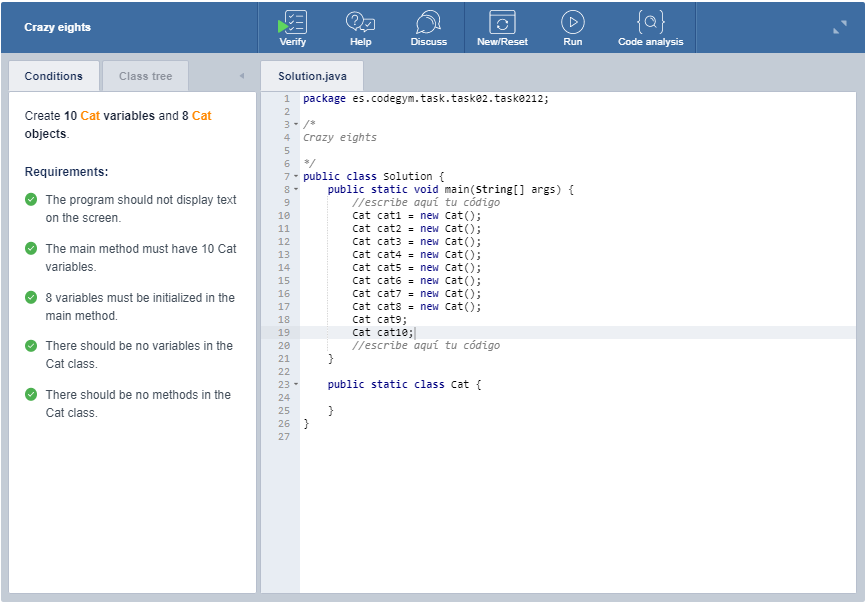 Crazy eights
Verify
Help
Discuss
New/Reset
Run
Code analysis
Conditions
Class tree
Create 10 Cat variables and 8 Cat
objects.
Requirements:
The program should not display text
on the screen.
The main method must have 10 Cat
variables.
8 variables must be initialized in the
main method.
There should be no variables in the
Cat class.
There should be no methods in the
Cat class.
Solution.java
1 package es.codegym.task.task02.task0212;
2
3 /*
4 Crazy eights
5
6 */
7 public class Solution {
8 public static void main(String[] args) {
9 //escribe aquí tu código
10 Cat cat1 = new Cat();
11 Cat cat2 = new Cat();
12 Cat cat3 = new Cat();
13 Cat cat4 = new Cat();
14 Cat cat5 = new Cat();
15 Cat cat6 = new Cat();
16 Cat cat7 = new Cat();
17 Cat cat8 = new Cat();
18 Cat cat9;
19 Cat cat10;
20 //escribe aquí tu código
21 }
22
23 public static class Cat {
24
25 }
26 }
27